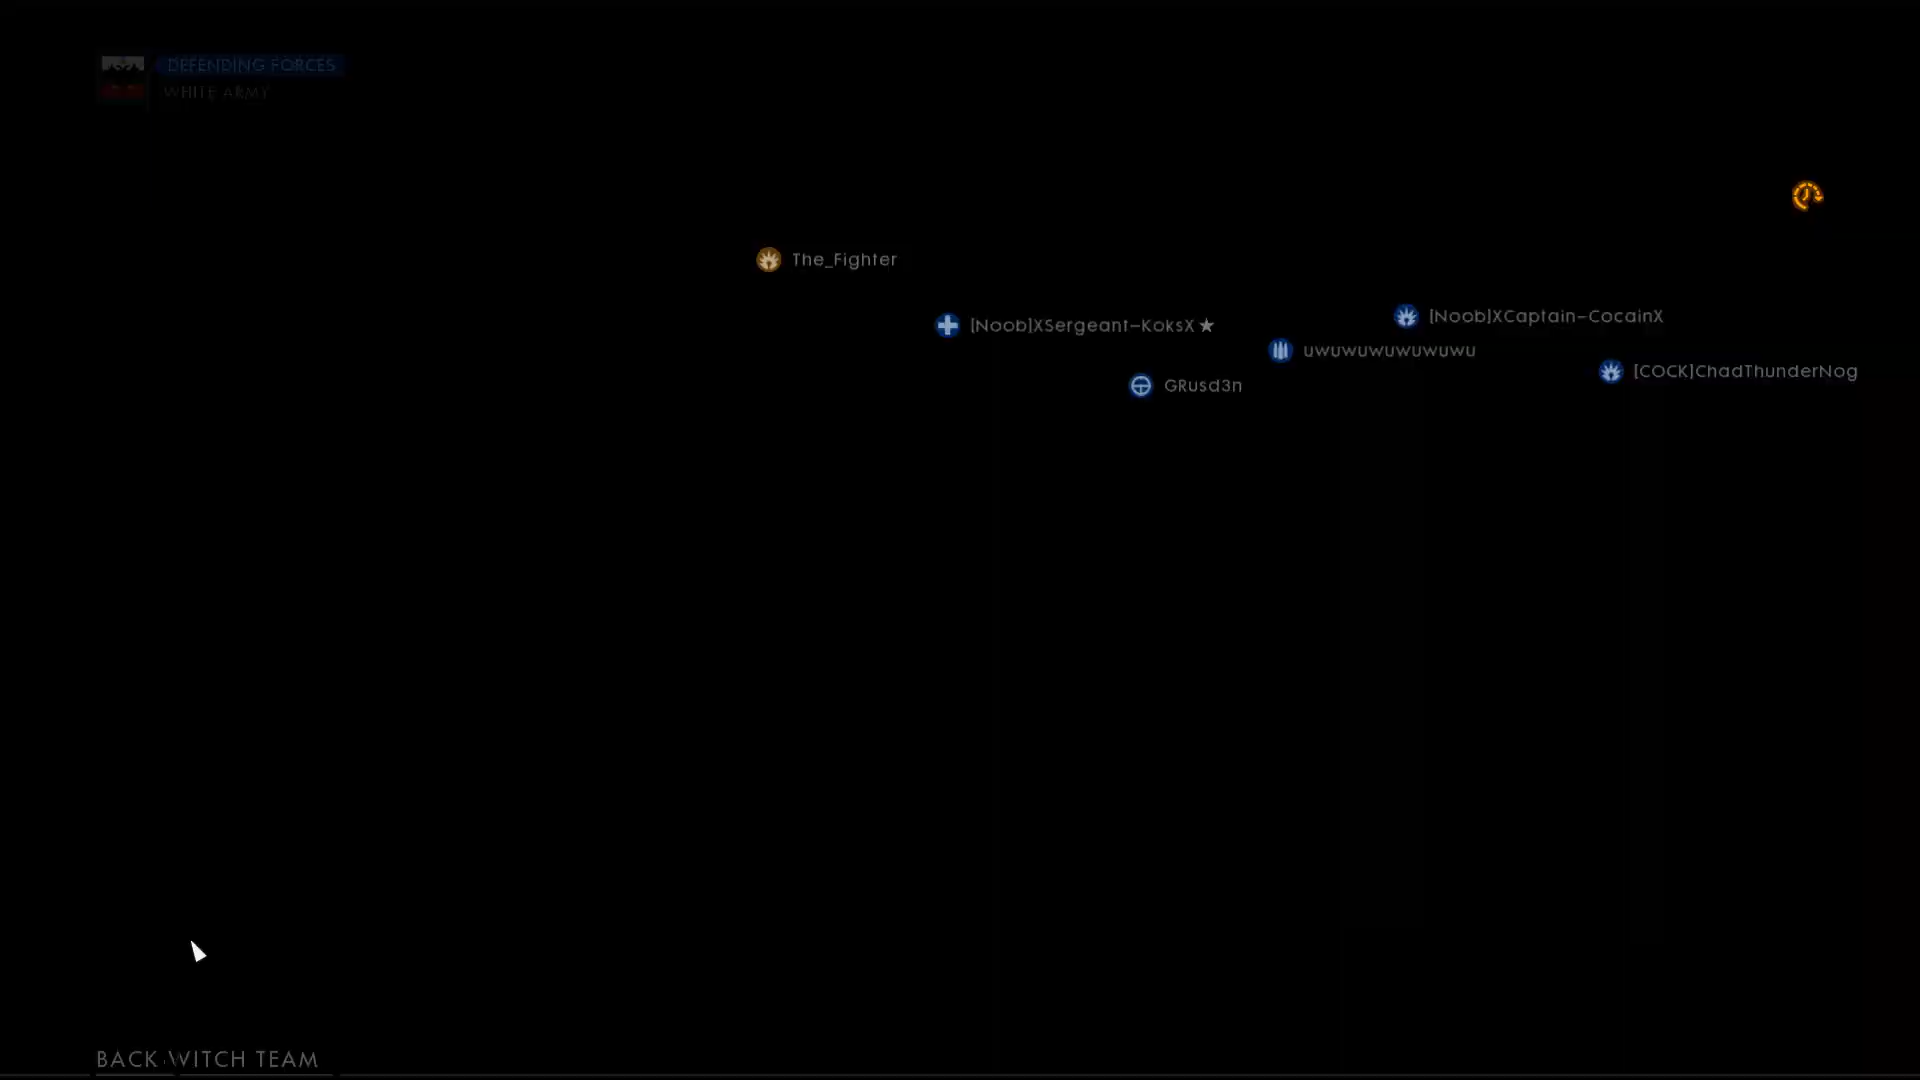 DEFENDING FORCES
WHITE ARMY
The_Fighter
[Noob]XSergeant-KoksX★
[Noob]XCaptain-CocainX
uwuwuwuwuwuwu
[COCK]ChadThunderNog
GRusd3n
BACK WITCH TEAM